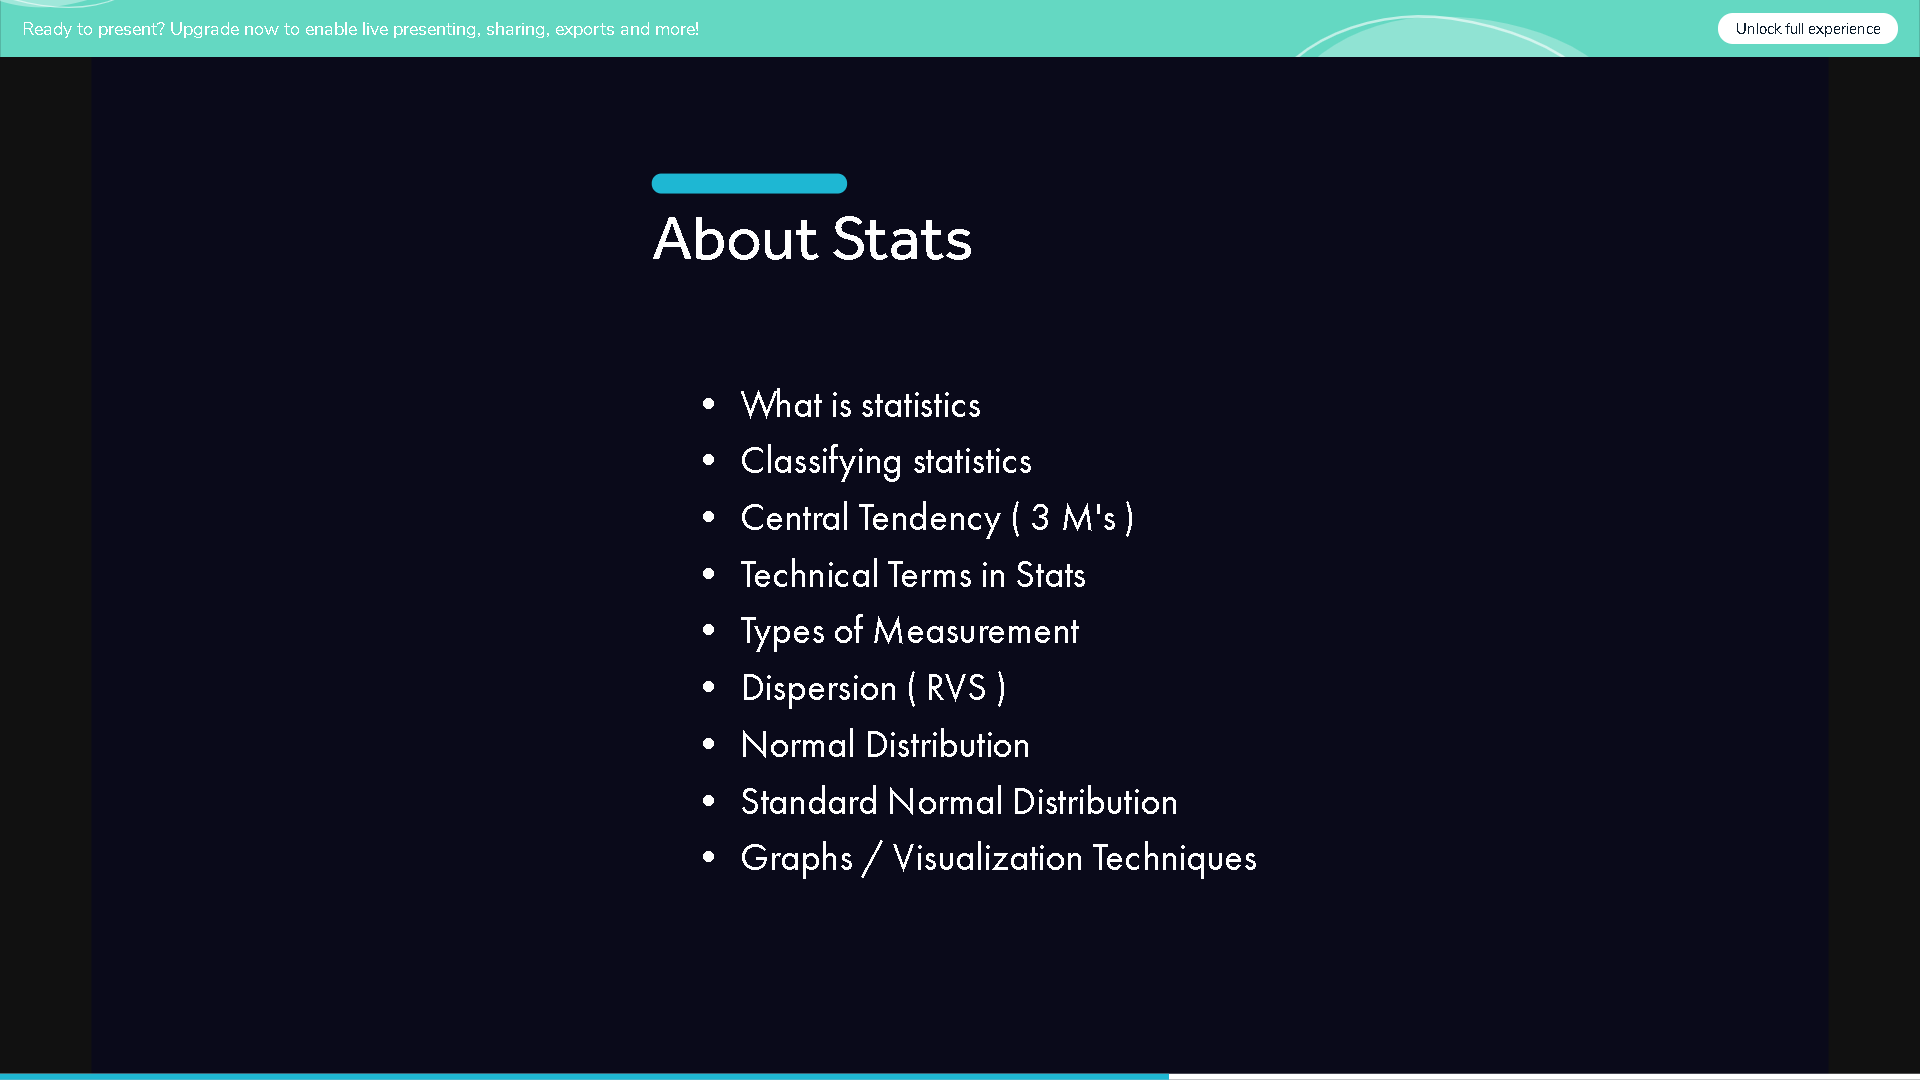 Ready to present? Upgrade now to enable live presenting, sharing, exports and more!
Unlock full experience
About Stats
• What is statistics
• Classifying statistics
• Central Tendency ( 3 M's )
• Technical Terms in Stats
• Types of Measurement
• Dispersion ( RVS )
• Normal Distribution
• Standard Normal Distribution
• Graphs / Visualization Techniques